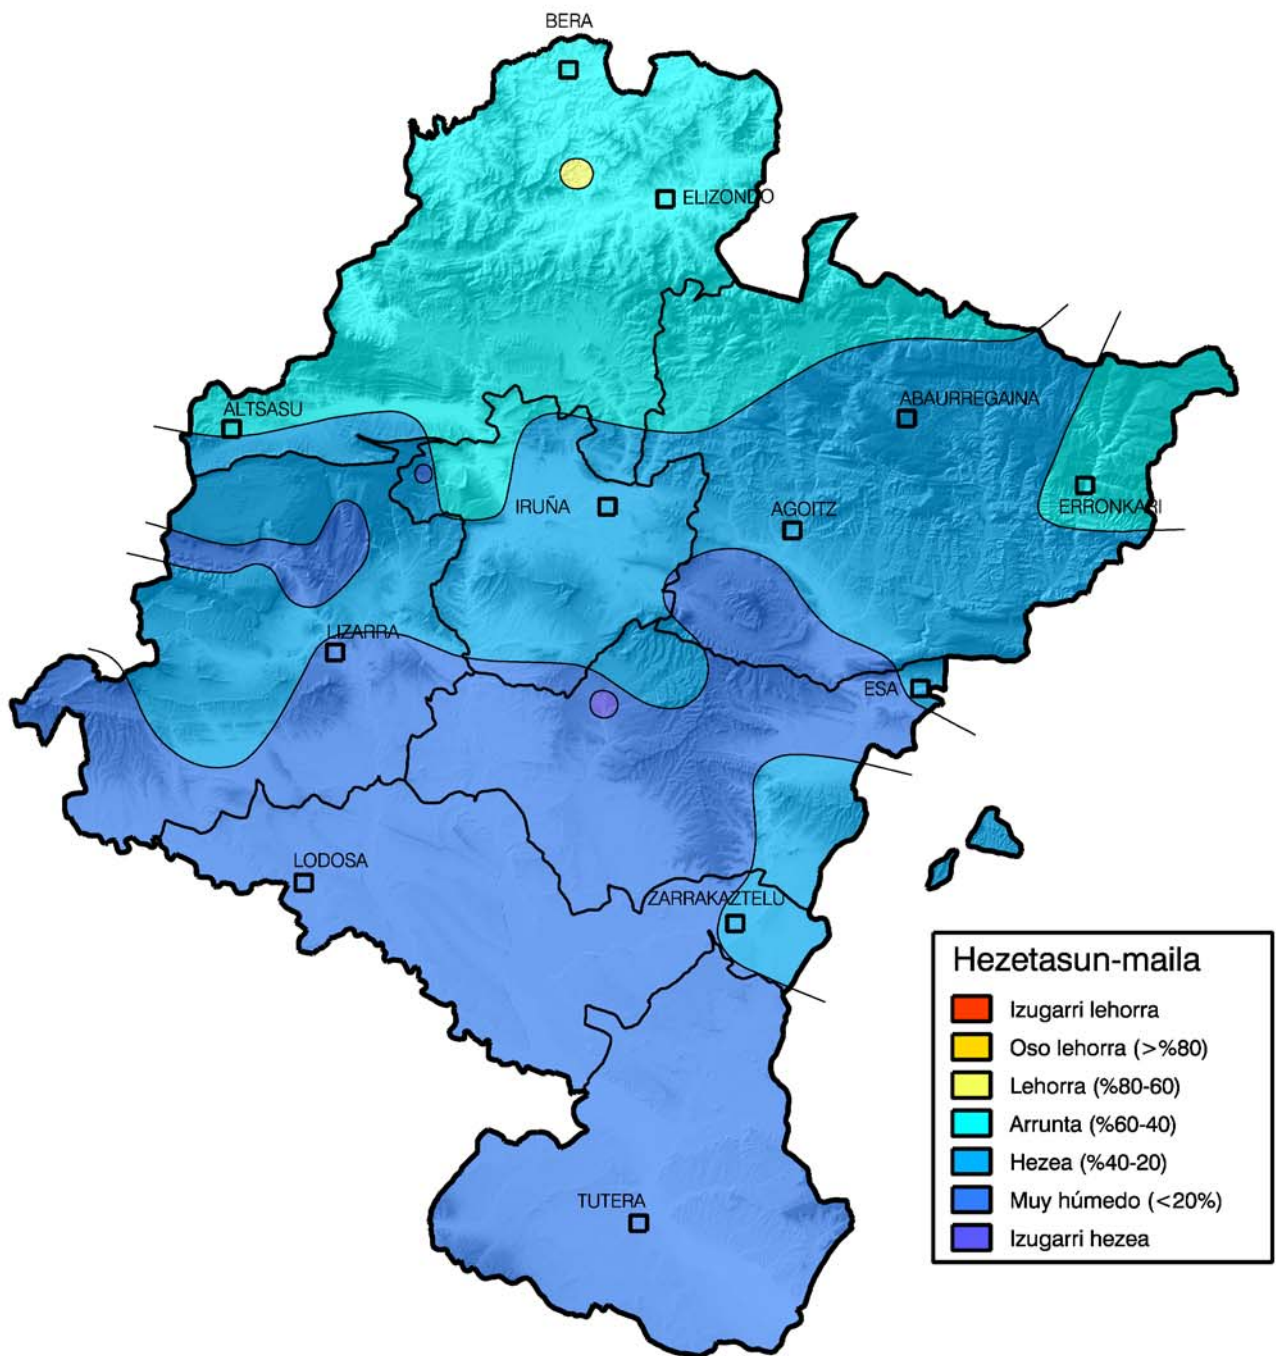 BERA
ELIZONDO
ALTSASU
ABAURREGAINA
IRUÑA
AGOITZ
ERRONKARI
LIZARRA
ESA
LODOSA
ZARRAKAZTELU
TUTERA
Hezetasun-maila
Izugarri lehorra
Oso lehorra (>%80)
Lehorra (%80-60)
Arrunta (%60-40)
Hezea (%40-20)
Muy húmedo (<20%)
Izugarri hezea